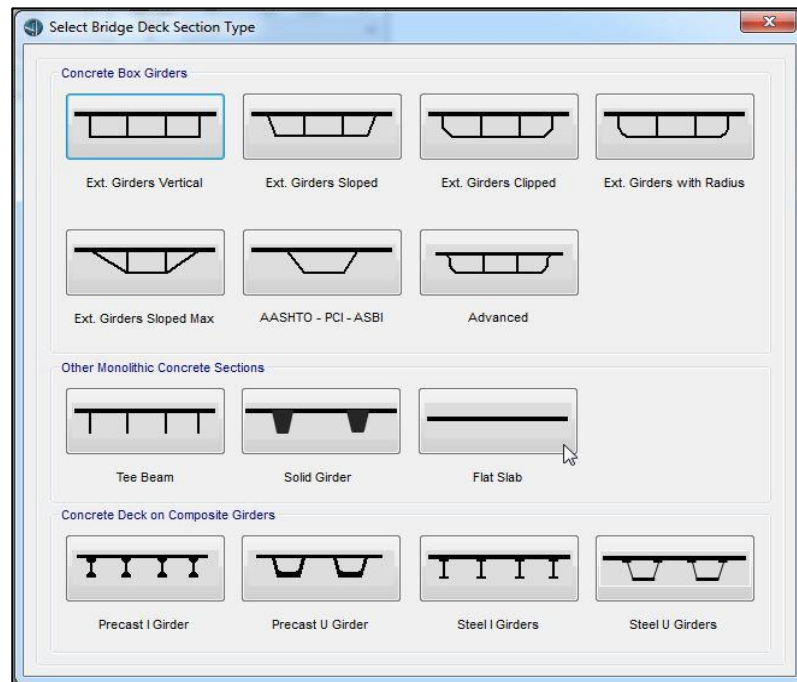 Select Bridge Deck Section Type
Concrete Box Girders
Ext. Girders Vertical
Ext. Girders Sloped
Ext. Girders Clipped
Ext. Girders with Radius
Ext. Girders Sloped Max
AASHTO - PCI - ASBI
Advanced
Other Monolithic Concrete Sections
Tee Beam
Solid Girder
Flat Slab
Concrete Deck on Composite Girders
Precast I Girder
Precast U Girder
Steel I Girders
Steel U Girders